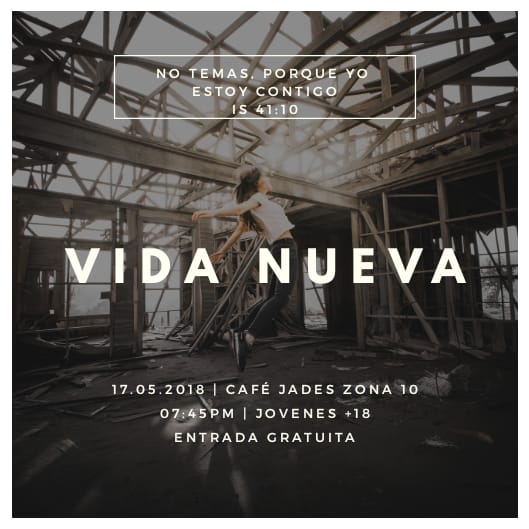 NO TEMAS, PORQUE YO
ESTOY CONTIGO
IS 41:10
VIDA NUEVA
17.05.2018 | CAFÉ JADES ZONA 10
07:45PM | JOVENES +18
ENTRADA GRATUITA